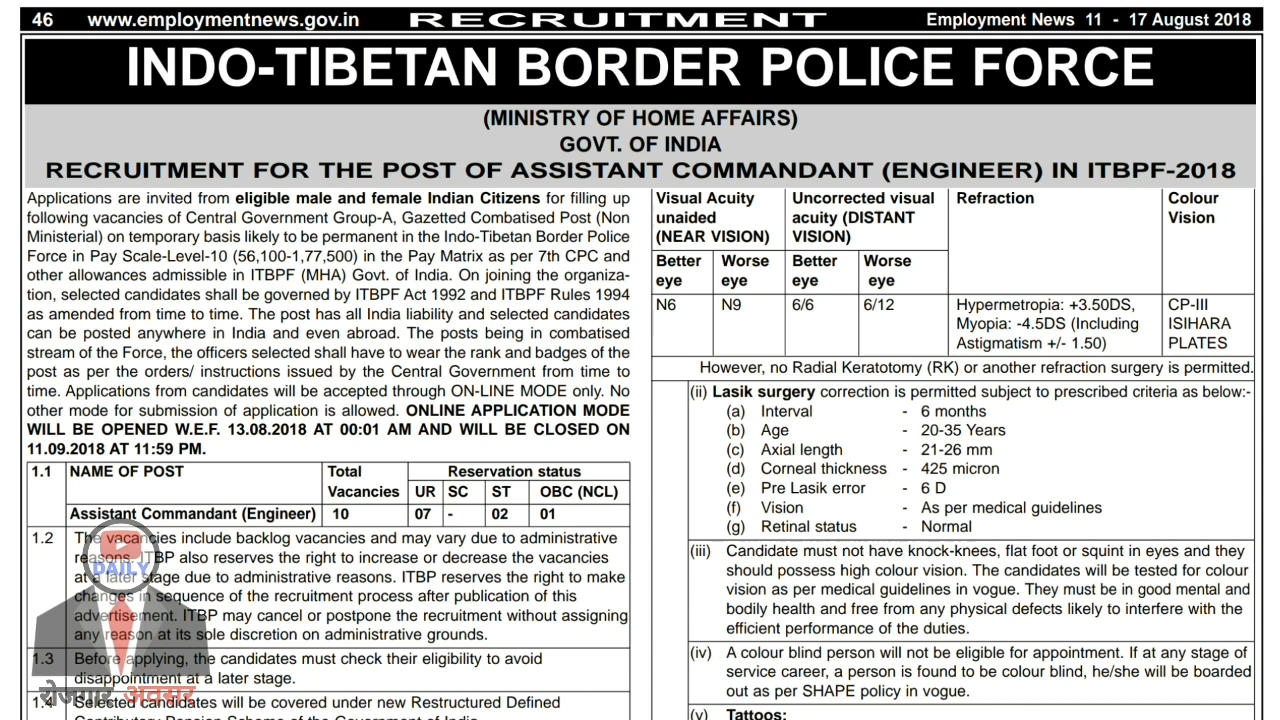 46 www.employmentnews.gov.in RECRUITMENT Employment News 11 - 17 August 2018
INDO-TIBETAN BORDER POLICE FORCE
(MINISTRY OF HOME AFFAIRS)
GOVT. OF INDIA
RECRUITMENT FOR THE POST OF ASSISTANT COMMANDANT (ENGINEER) IN ITBPF-2018
Applications are invited from eligible male and female Indian Citizens for filling up
following vacancies of Central Government Group-A, Gazetted Combatised Post (Non
Ministerial) on temporary basis likely to be permanent in the Indo-Tibetan Border Police
Force in Pay Scale-Level-10 (56,100-1,77,500) in the Pay Matrix as per 7th CPC and
other allowances admissible in ITBPF (MHA) Govt. of India. On joining the organiza-
tion, selected candidates shall be governed by ITBPF Act 1992 and ITBPF Rules 1994
as amended from time to time. The post has all India liability and selected candidates
can be posted anywhere in India and even abroad. The posts being in combatised
stream of the Force, the officers selected shall have to wear the rank and badges of the
post as per the orders/ instructions issued by the Central Government from time to
time. Applications from candidates will be accepted through ON-LINE MODE only. No
other mode for submission of application is allowed. ONLINE APPLICATION MODE
WILL BE OPENED W.E.F. 13.08.2018 AT 00:01 AM AND WILL BE CLOSED ON
11.09.2018 AT 11:59 PM.
1.1 NAME OF POST Total Reservation status
Vacancies UR SC ST OBC (NCL)
Assistant Commandant (Engineer) 10 07 - 02 01
1.2 The vacancies include backlog vacancies and may vary due to administrative
reasons. ITBP also reserves the right to increase or decrease the vacancies
at a later stage due to administrative reasons. ITBP reserves the right to make
changes in sequence of the recruitment process after publication of this
advertisement. ITBP may cancel or postpone the recruitment without assigning
any reason at its sole discretion on administrative grounds.
1.3 Before applying, the candidates must check their eligibility to avoid
disappointment at a later stage.
1.4 Selected candidates will be covered under new Restructured Defined
Contributory Pension Scheme of the Government of India.
DAILY
रोजगार अवसर
Visual Acuity Uncorrected visual Refraction Colour
unaided acuity (DISTANT Vision
(NEAR VISION) VISION)
Better Worse Better Worse
eye eye eye eye
N6 N9 6/6 6/12 Hypermetropia: +3.50DS, CP-III
Myopia: -4.5DS (Including ISIHARA
Astigmatism +/- 1.50) PLATES
However, no Radial Keratotomy (RK) or another refraction surgery is permitted.
(ii) Lasik surgery correction is permitted subject to prescribed criteria as below:-
(a) Interval - 6 months
(b) Age - 20-35 Years
(c) Axial length - 21-26 mm
(d) Corneal thickness - 425 micron
(e) Pre Lasik error - 6 D
(f) Vision - As per medical guidelines
(g) Retinal status - Normal
(iii) Candidate must not have knock-knees, flat foot or squint in eyes and they
should possess high colour vision. The candidates will be tested for colour
vision as per medical guidelines in vogue. They must be in good mental and
bodily health and free from any physical defects likely to interfere with the
efficient performance of the duties.
(iv) A colour blind person will not be eligible for appointment. If at any stage of
service career, a person is found to be colour blind, he/she will be boarded
out as per SHAPE policy in vogue.
(v) Tattoos: